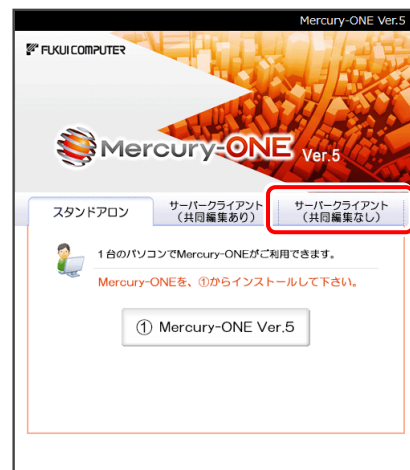 Mercury-ONE Ver.5
FUKUI COMPUTER
Mercury-ONE Ver.5
スタンドアロン
サーバークライアント
（共同編集あり）
サーバークライアント
（共同編集なし）
1台のパソコンでMercury-ONEがご利用できます。
Mercury-ONEを、①からインストールして下さい。
① Mercury-ONE Ver.5